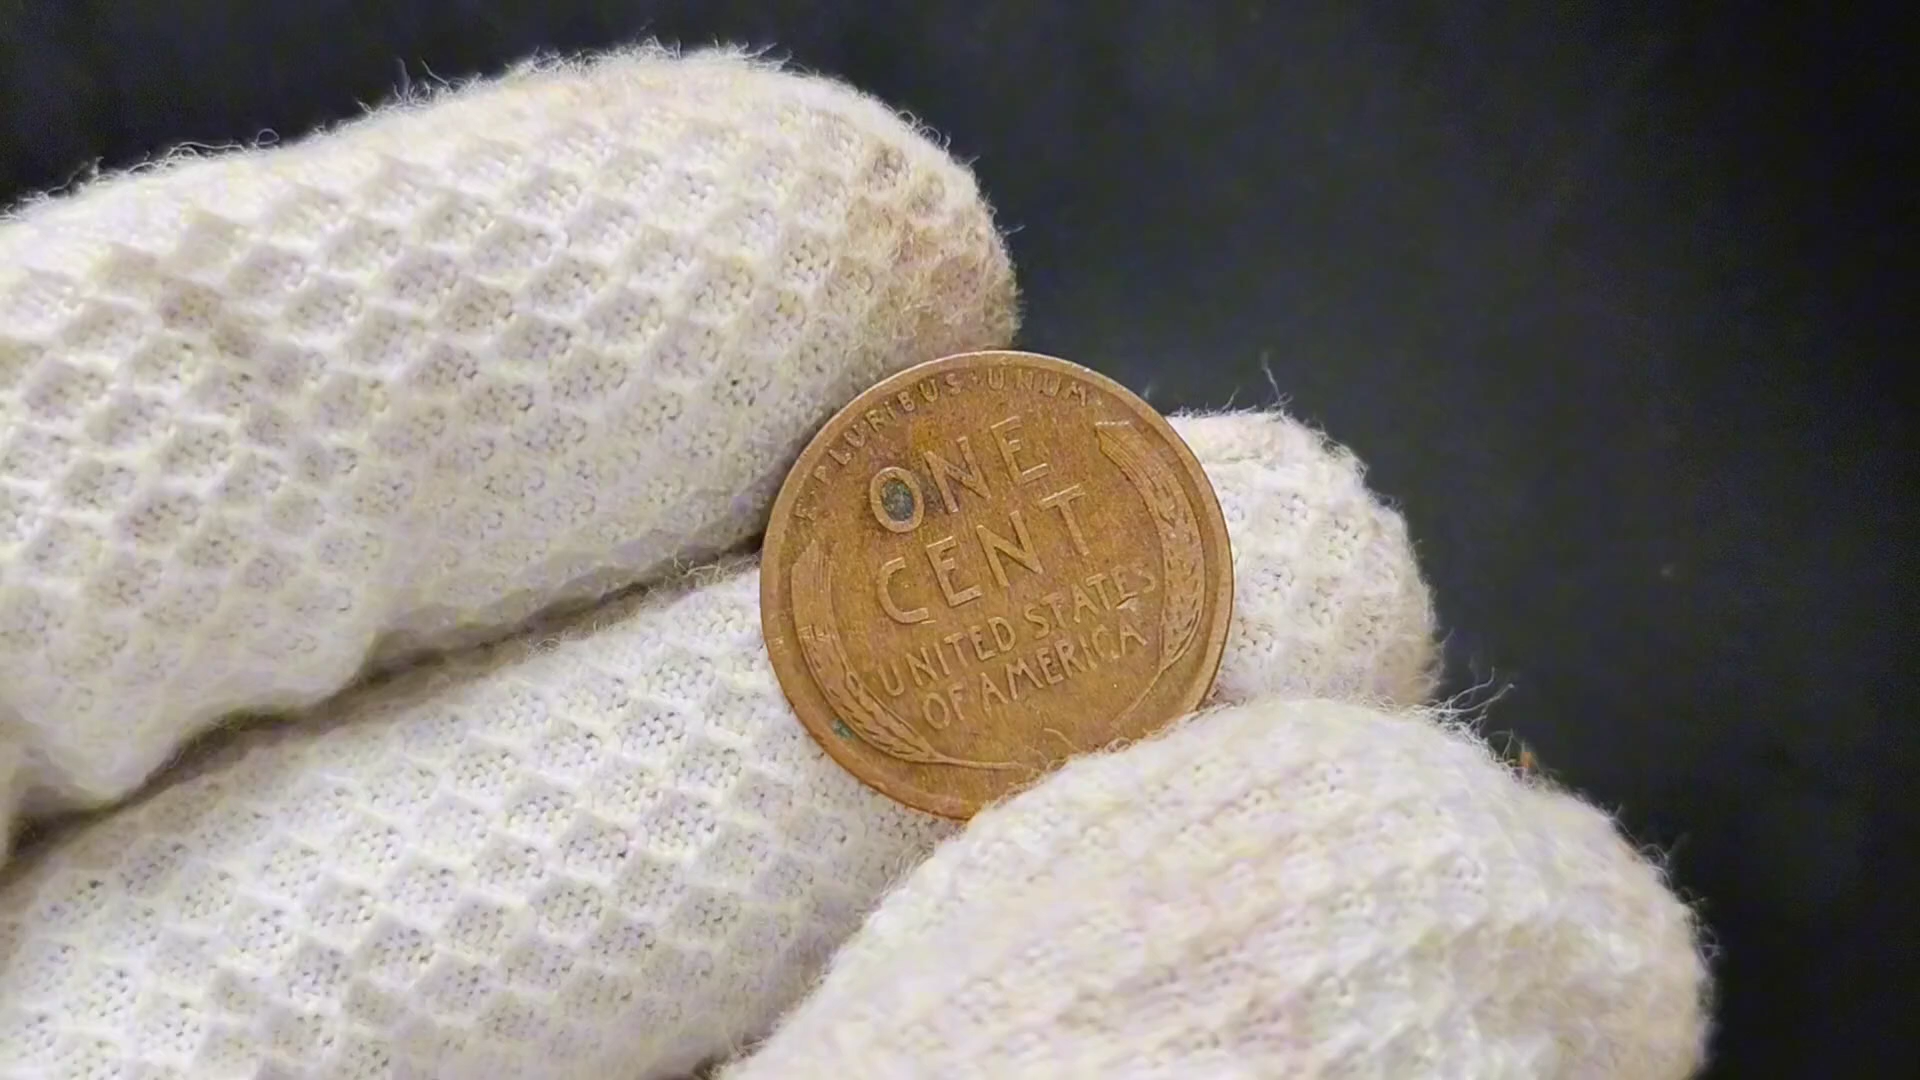 E · PLURIBUS · UNUM
ONE
CENT
UNITED STATES
OF AMERICA